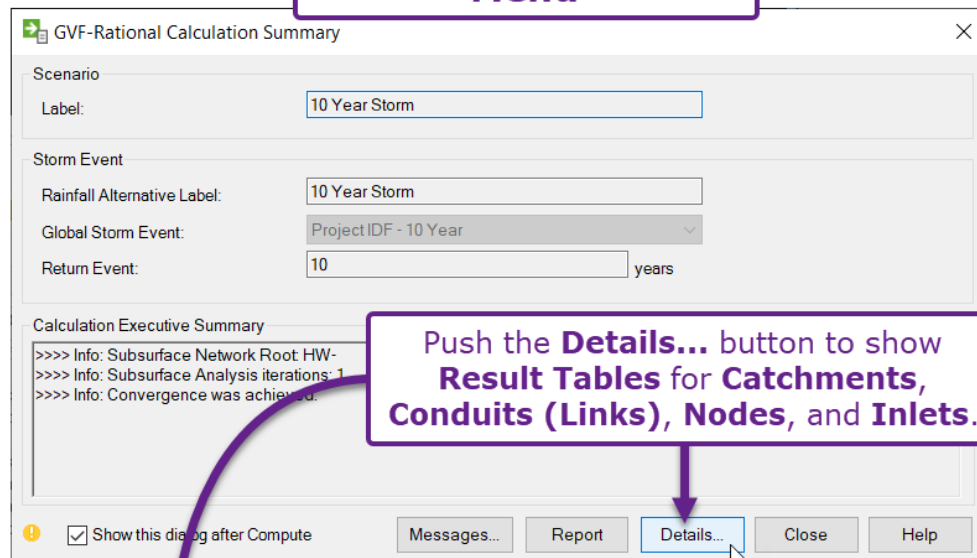 Menu
GVF-Rational Calculation Summary
Scenario
Label:
10 Year Storm
Storm Event
Rainfall Alternative Label:
10 Year Storm
Global Storm Event:
Project IDF - 10 Year
Return Event:
10
years
Calculation Executive Summary
>>>> Info: Subsurface Network Root: HW-
>>>> Info: Subsurface Analysis iterations: 1
>>>> Info: Convergence was achieved.
Push the Details... button to show
Result Tables for Catchments,
Conduits (Links), Nodes, and Inlets.
Show this dialog after Compute
Messages...
Report
Details...
Close
Help